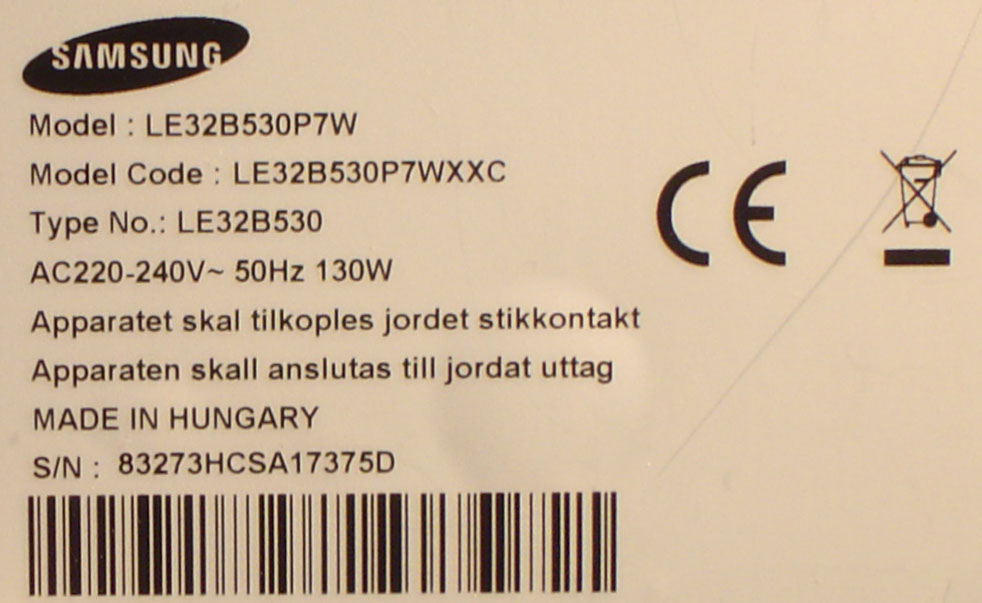 SAMSUNG
Model : LE32B530P7W
Model Code : LE32B530P7WXXC
Type No.: LE32B530
AC220-240V~ 50Hz 130W
Apparatet skal tilkoples jordet stikkontakt
Apparaten skall anslutas till jordat uttag
MADE IN HUNGARY
S/N : 83273HCSA17375D
CE